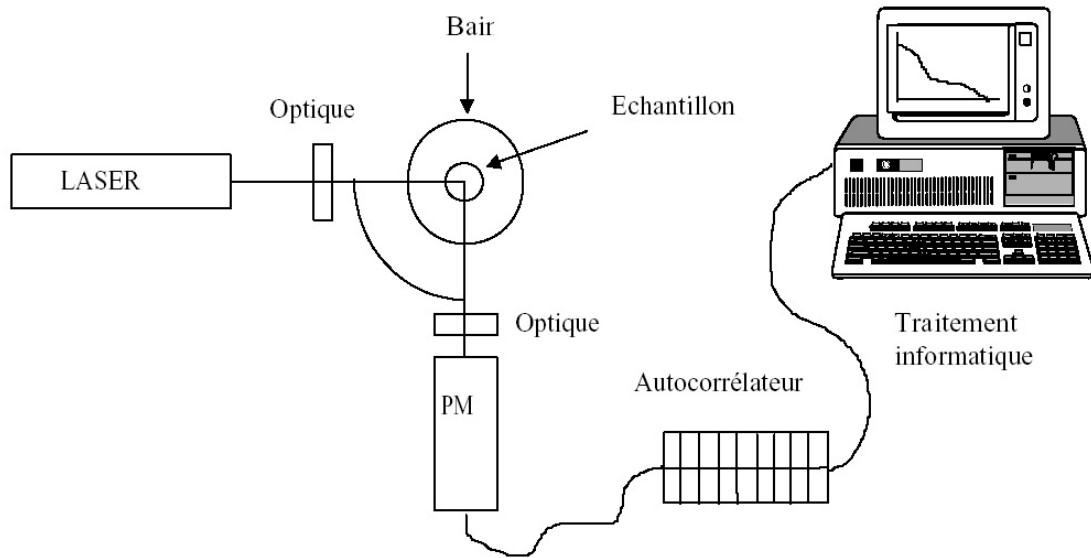 Bair
Optique
Echantillon
LASER
Optique
PM
Autocorrélateur
Traitement
informatique